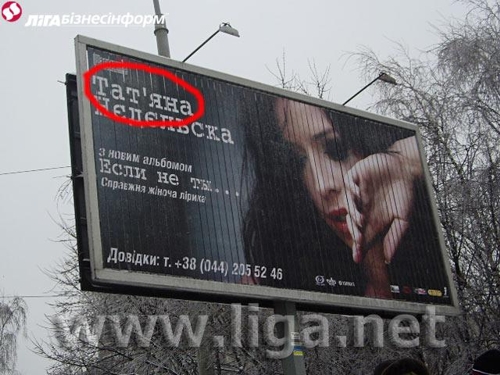 ЛІГАБІЗНЕСІНФОРМ
Тат'яна
Нєдєльска
з новим альбомом
Если не ты...
Справжня жіноча лірика
Довідки: т. +38 (044) 205 52 46
www.liga.net